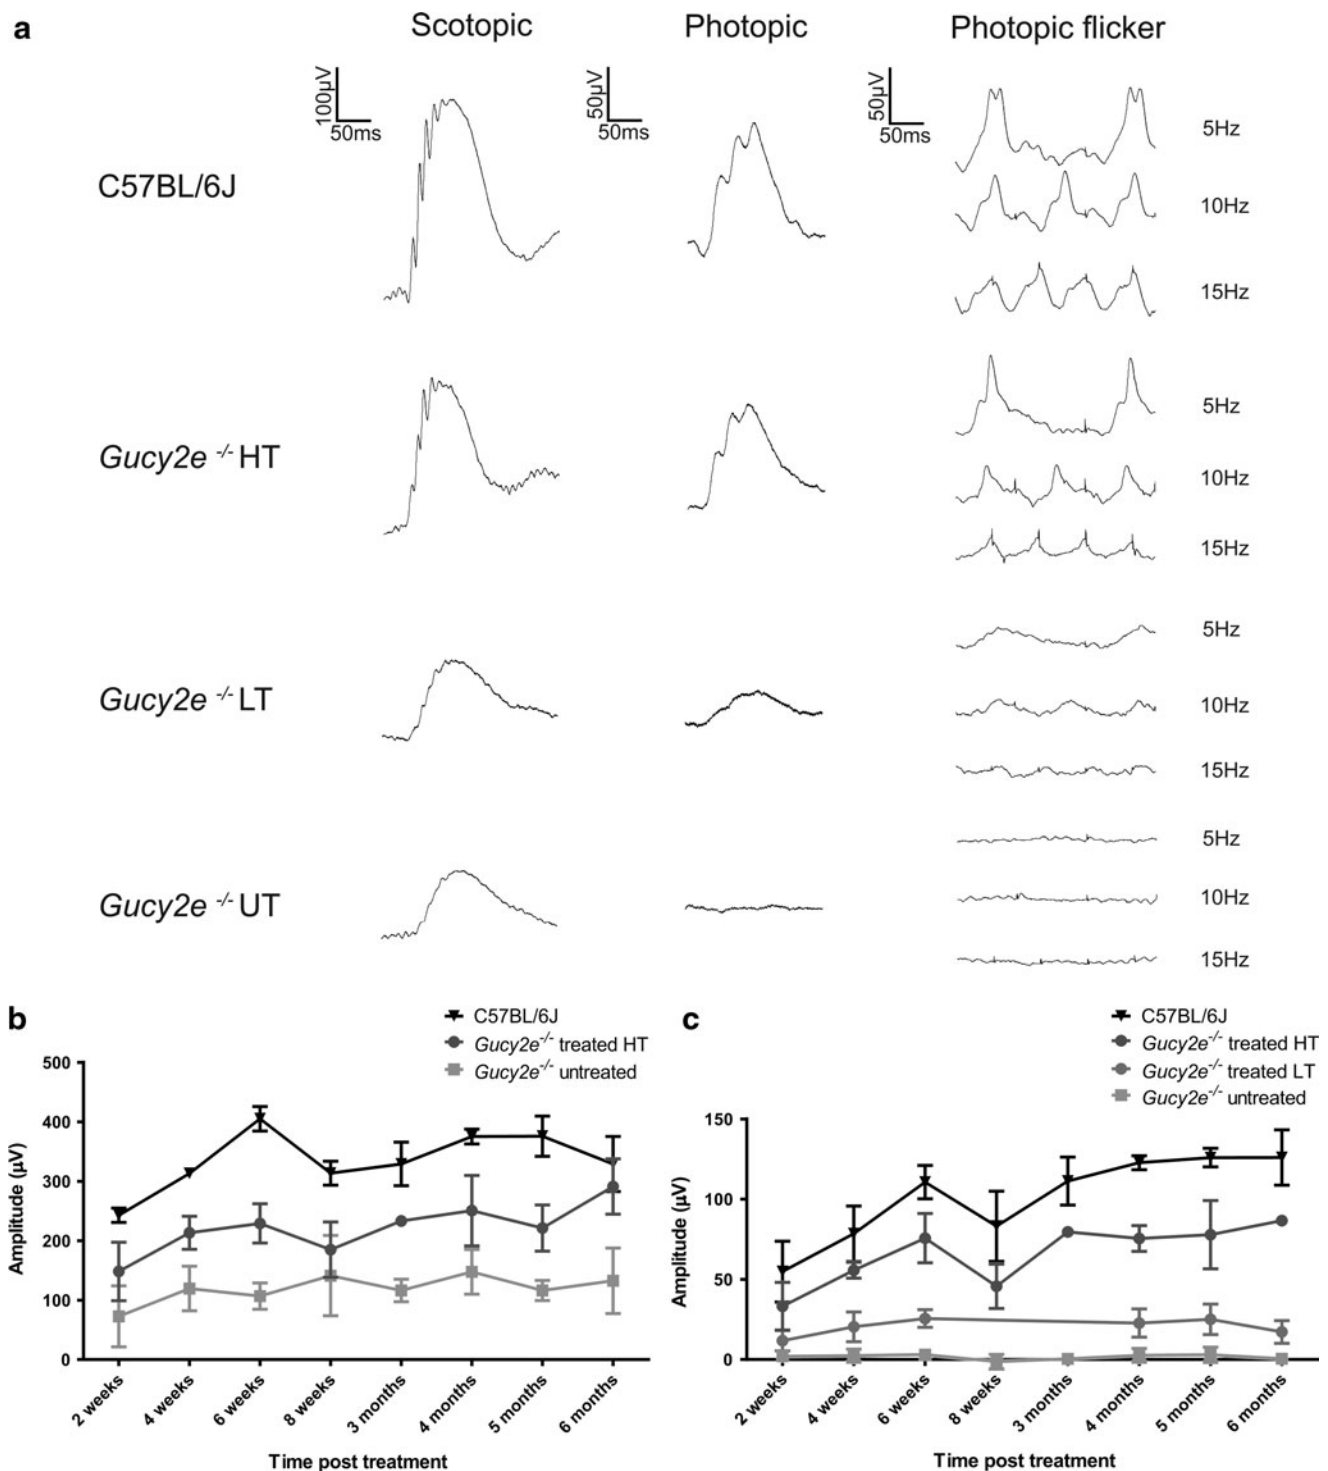 a
Scotopic
Photopic
Photopic flicker
100µV
50ms
50µV
50ms
50µV
50ms
C57BL/6J
5Hz
10Hz
15Hz
Gucy2e -/- HT
5Hz
10Hz
15Hz
Gucy2e -/- LT
5Hz
10Hz
15Hz
Gucy2e -/- UT
5Hz
10Hz
15Hz
b
C57BL/6J
Gucy2e-/- treated HT
Gucy2e-/- untreated
Amplitude (µV)
500
400
300
200
100
0
2 weeks
4 weeks
6 weeks
8 weeks
3 months
4 months
5 months
6 months
Time post treatment
c
C57BL/6J
Gucy2e-/- treated HT
Gucy2e-/- treated LT
Gucy2e-/- untreated
Amplitude (µV)
150
100
50
0
2 weeks
4 weeks
6 weeks
8 weeks
3 months
4 months
5 months
6 months
Time post treatment